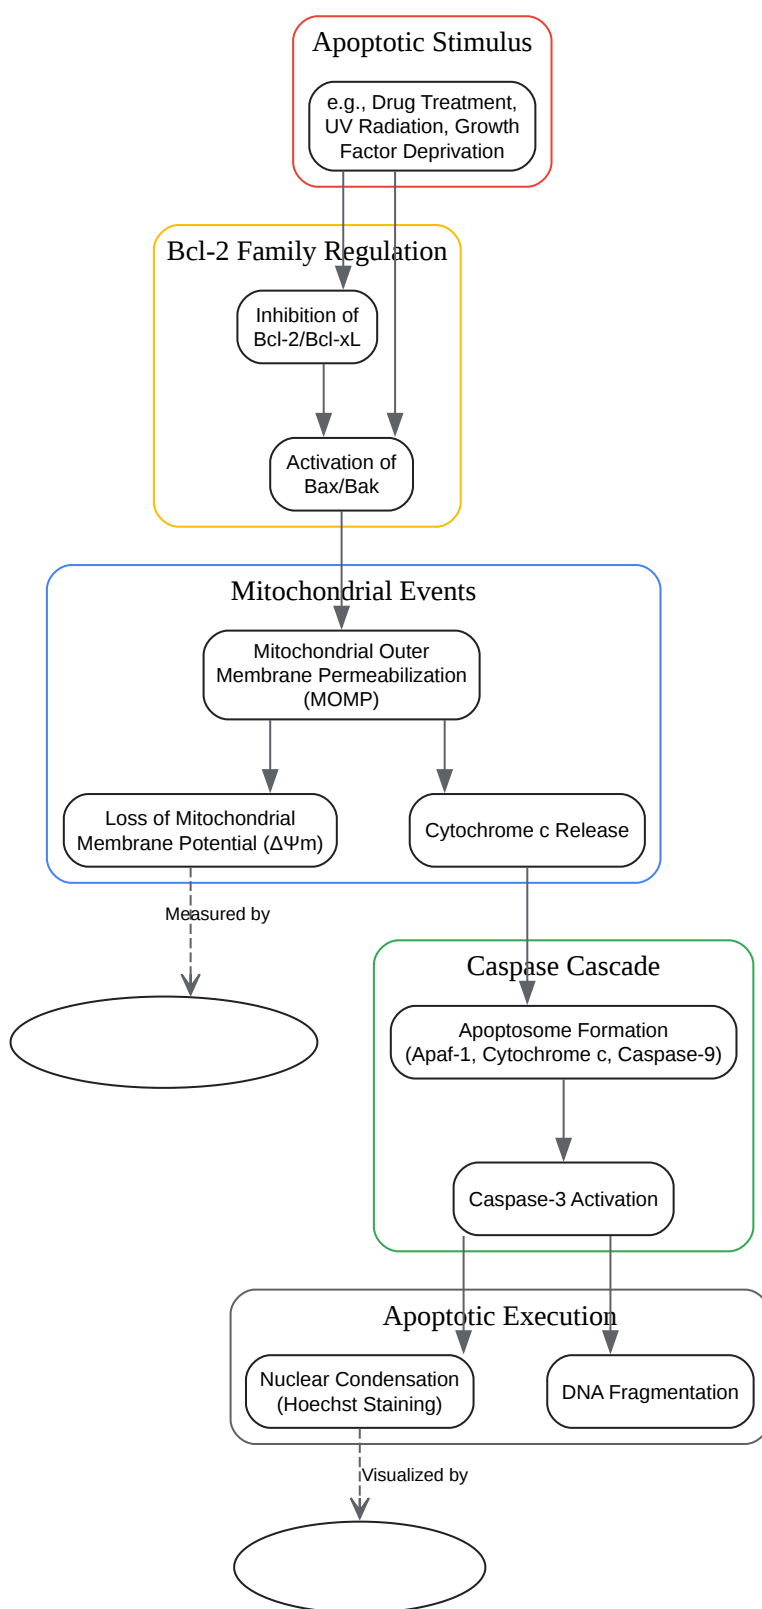 Apoptotic Stimulus
e.g., Drug Treatment,
UV Radiation, Growth
Factor Deprivation
Bcl-2 Family Regulation
Inhibition of
Bcl-2/Bcl-xL
Activation of
Bax/Bak
Mitochondrial Events
Mitochondrial Outer
Membrane Permeabilization
(MOMP)
Loss of Mitochondrial
Membrane Potential (ΔΨm)
Cytochrome c Release
Measured by
Caspase Cascade
Apoptosome Formation
(Apaf-1, Cytochrome c, Caspase-9)
Caspase-3 Activation
Apoptotic Execution
Nuclear Condensation
(Hoechst Staining)
DNA Fragmentation
Visualized by